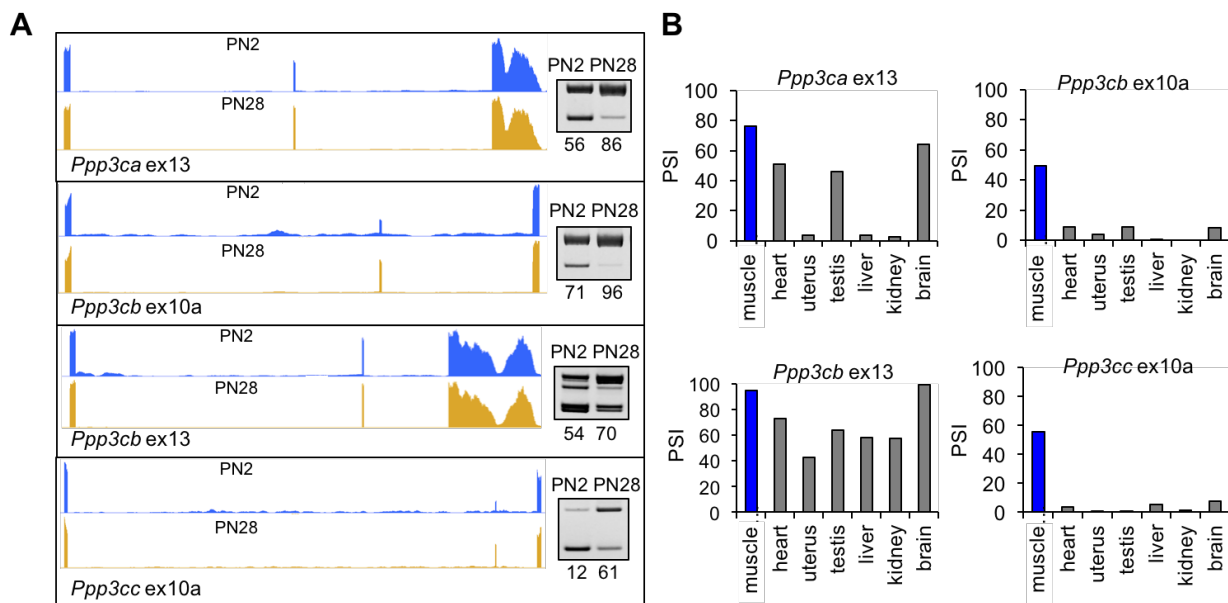 A
PN2
PN28
Ppp3ca ex13
PN2 PN28
56 86
PN2
PN28
Ppp3cb ex10a
PN2 PN28
71 96
PN2
PN28
Ppp3cb ex13
PN2 PN28
54 70
PN2
PN28
Ppp3cc ex10a
PN2 PN28
12 61
B
Ppp3ca ex13
PSI
100
80
60
40
20
0
muscle
heart
uterus
testis
liver
kidney
brain
Ppp3cb ex10a
PSI
100
80
60
40
20
0
muscle
heart
uterus
testis
liver
kidney
brain
Ppp3cb ex13
PSI
100
80
60
40
20
0
muscle
heart
uterus
testis
liver
kidney
brain
Ppp3cc ex10a
PSI
100
80
60
40
20
0
muscle
heart
uterus
testis
liver
kidney
brain